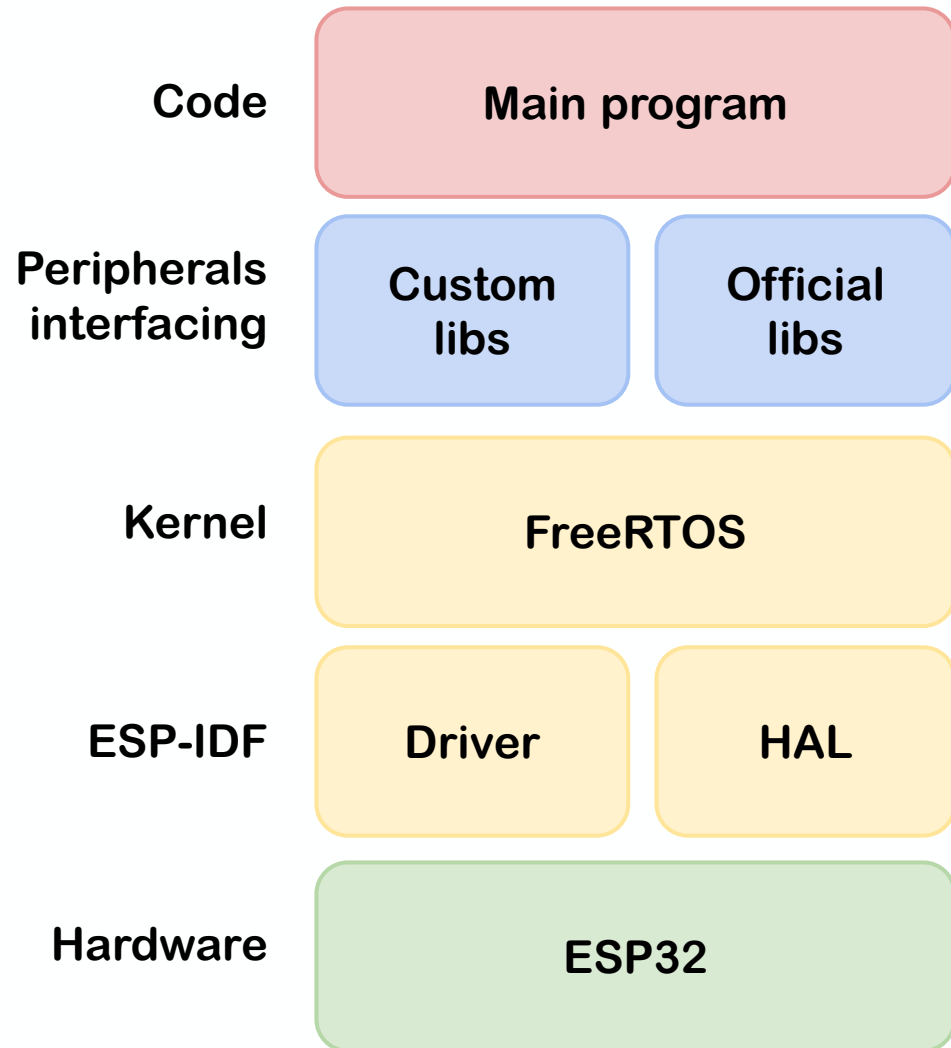 Code
Main program
Peripherals
interfacing
Custom
libs
Official
libs
Kernel
FreeRTOS
ESP-IDF
Driver
HAL
Hardware
ESP32